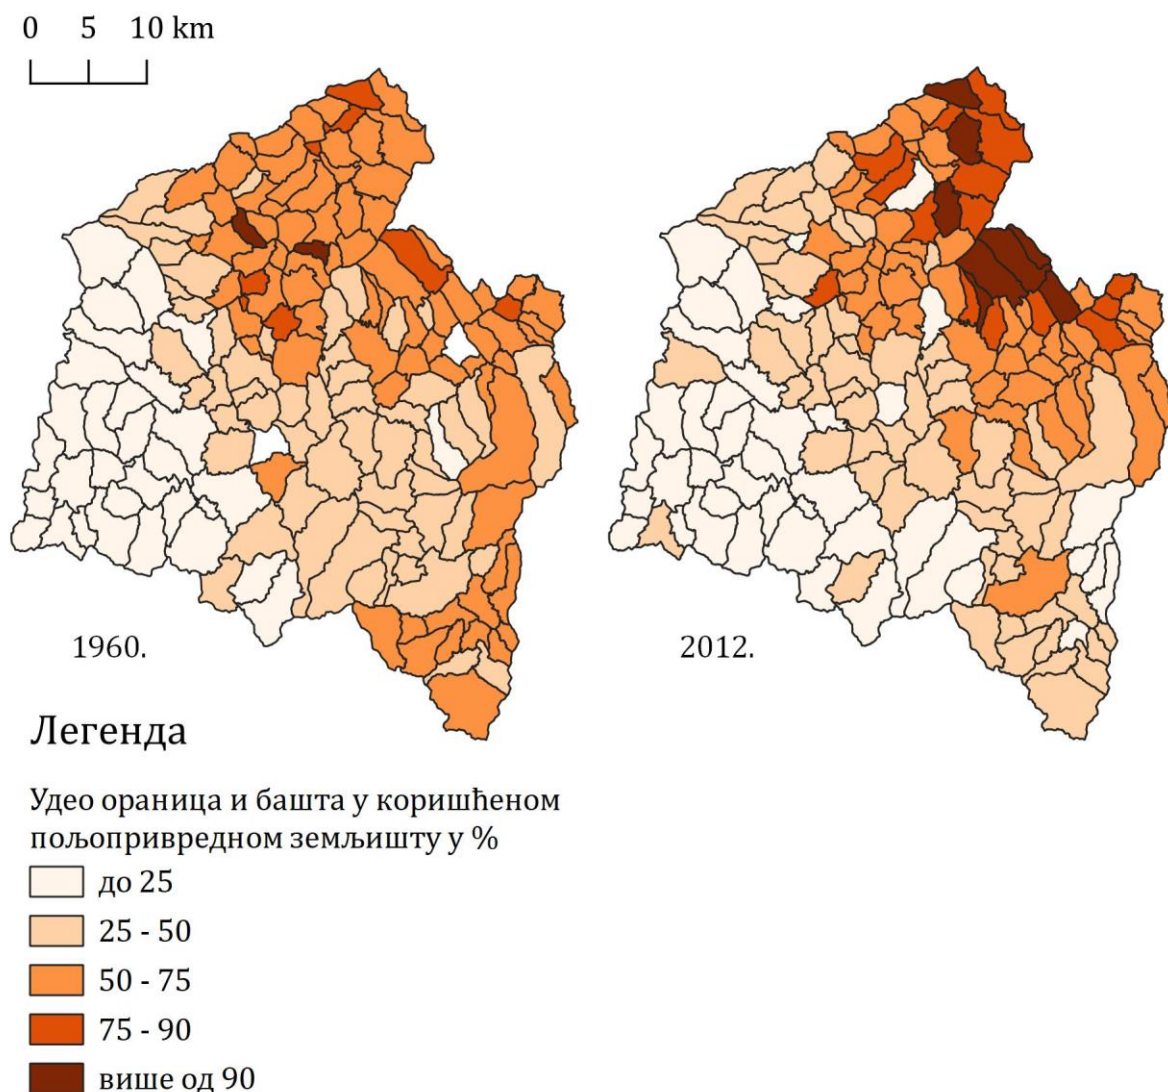 0 5 10 km
1960.
2012.
Легенда
Удео ораница и башта у коришћеном
пољопривредном земљишту у %
до 25
25 - 50
50 - 75
75 - 90
више од 90